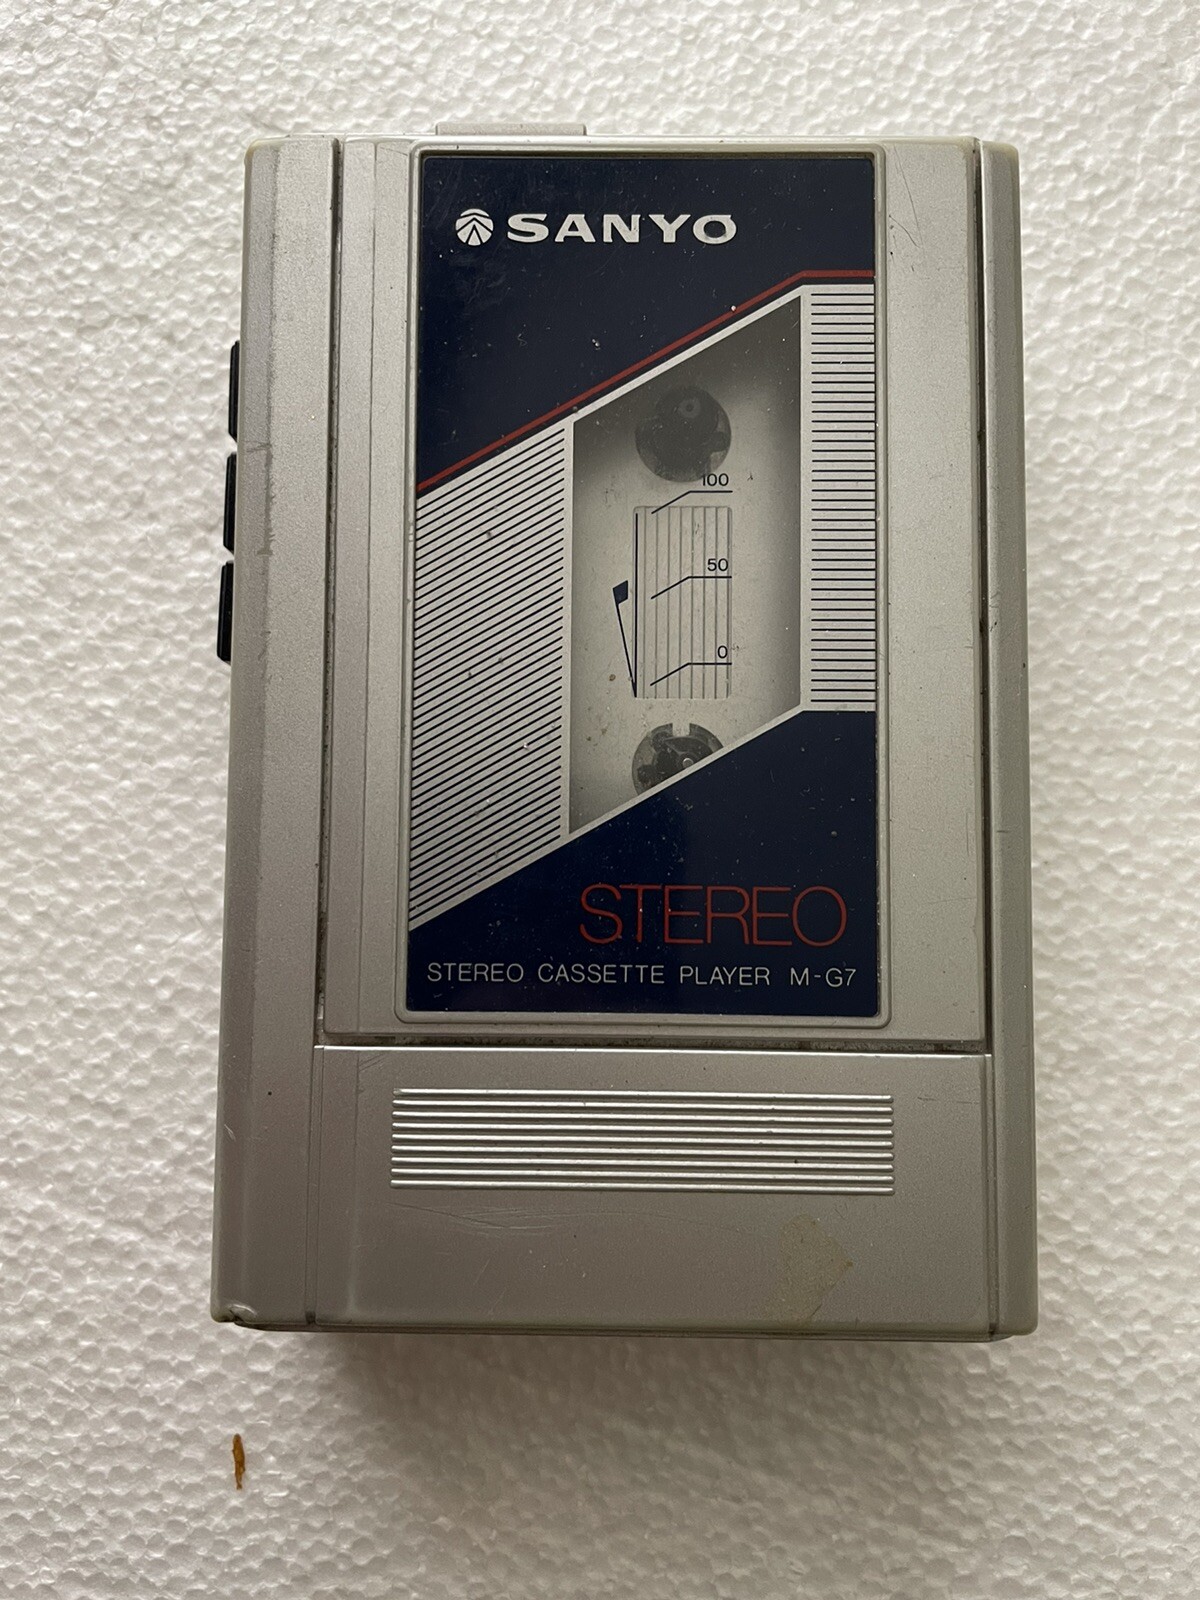 SANYO
100
50
0
STEREO
STEREO CASSETTE PLAYER M-G7